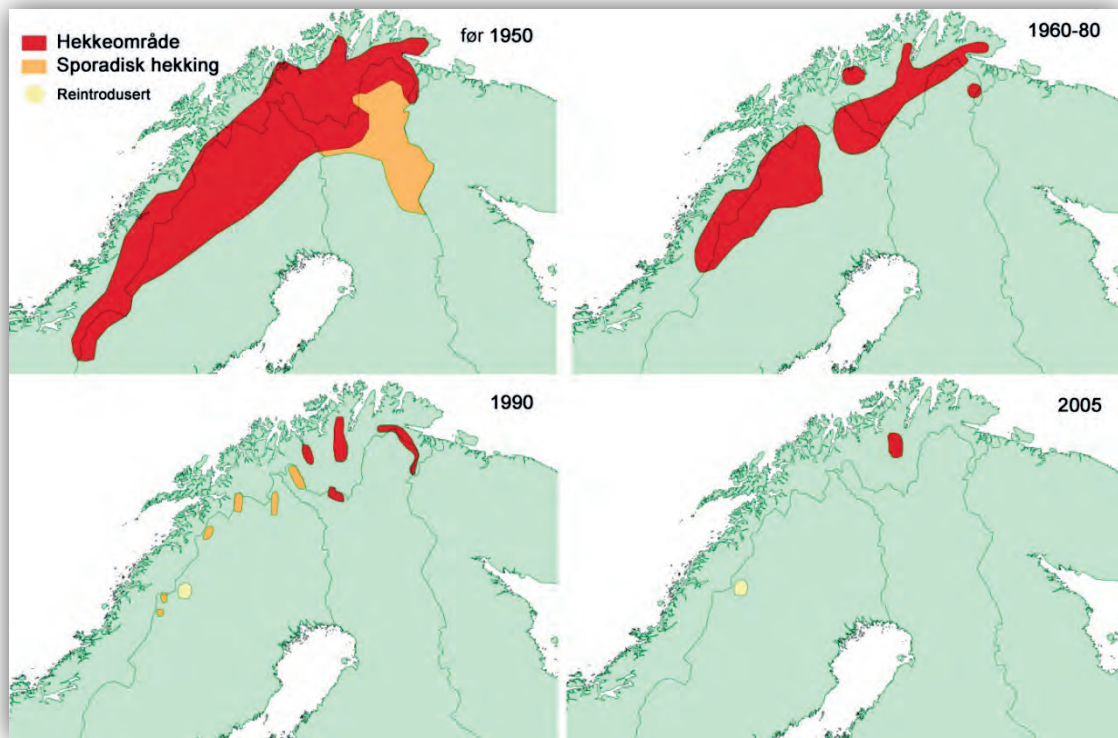 Hekkeområde
Sporadisk hekking
Reintrodusert
før 1950
1960-80
1990
2005